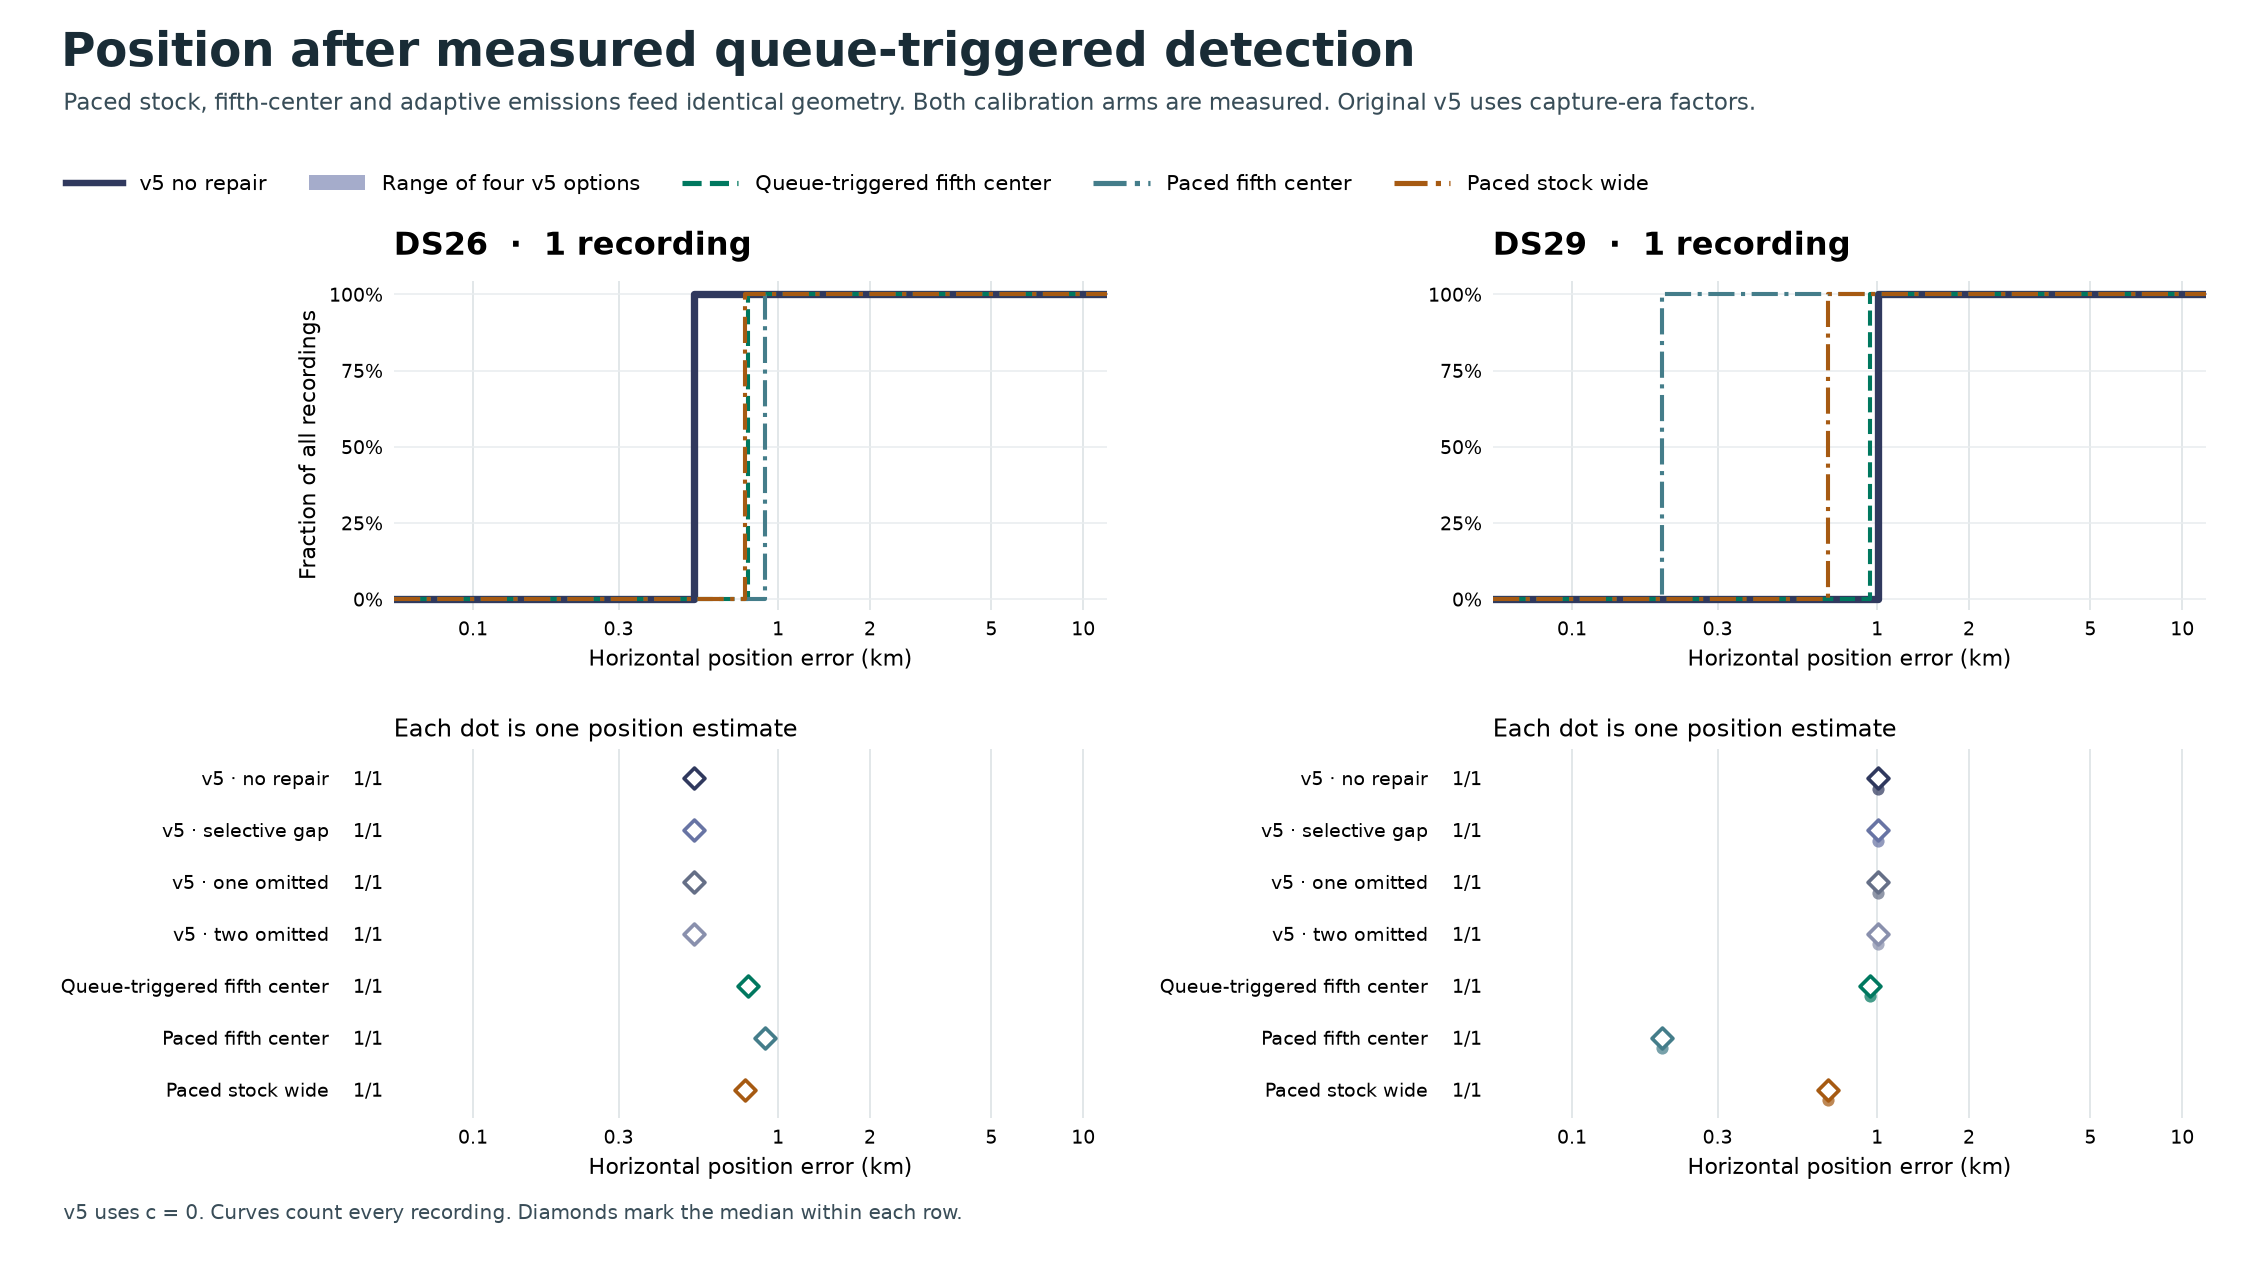 Position after measured queue-triggered detection
Paced stock, fifth-center and adaptive emissions feed identical geometry. Both calibration arms are measured. Original v5 uses capture-era factors.
v5 no repair
Range of four v5 options
Queue-triggered fifth center
Paced fifth center
Paced stock wide
DS26 · 1 recording
Fraction of all recordings
100%
75%
50%
25%
0%
0.1 0.3 1 2 5 10
Horizontal position error (km)
DS29 · 1 recording
100%
75%
50%
25%
0%
0.1 0.3 1 2 5 10
Horizontal position error (km)
Each dot is one position estimate
v5 · no repair 1/1
v5 · selective gap 1/1
v5 · one omitted 1/1
v5 · two omitted 1/1
Queue-triggered fifth center 1/1
Paced fifth center 1/1
Paced stock wide 1/1
0.1 0.3 1 2 5 10
Horizontal position error (km)
Each dot is one position estimate
v5 · no repair 1/1
v5 · selective gap 1/1
v5 · one omitted 1/1
v5 · two omitted 1/1
Queue-triggered fifth center 1/1
Paced fifth center 1/1
Paced stock wide 1/1
0.1 0.3 1 2 5 10
Horizontal position error (km)
v5 uses c = 0. Curves count every recording. Diamonds mark the median within each row.